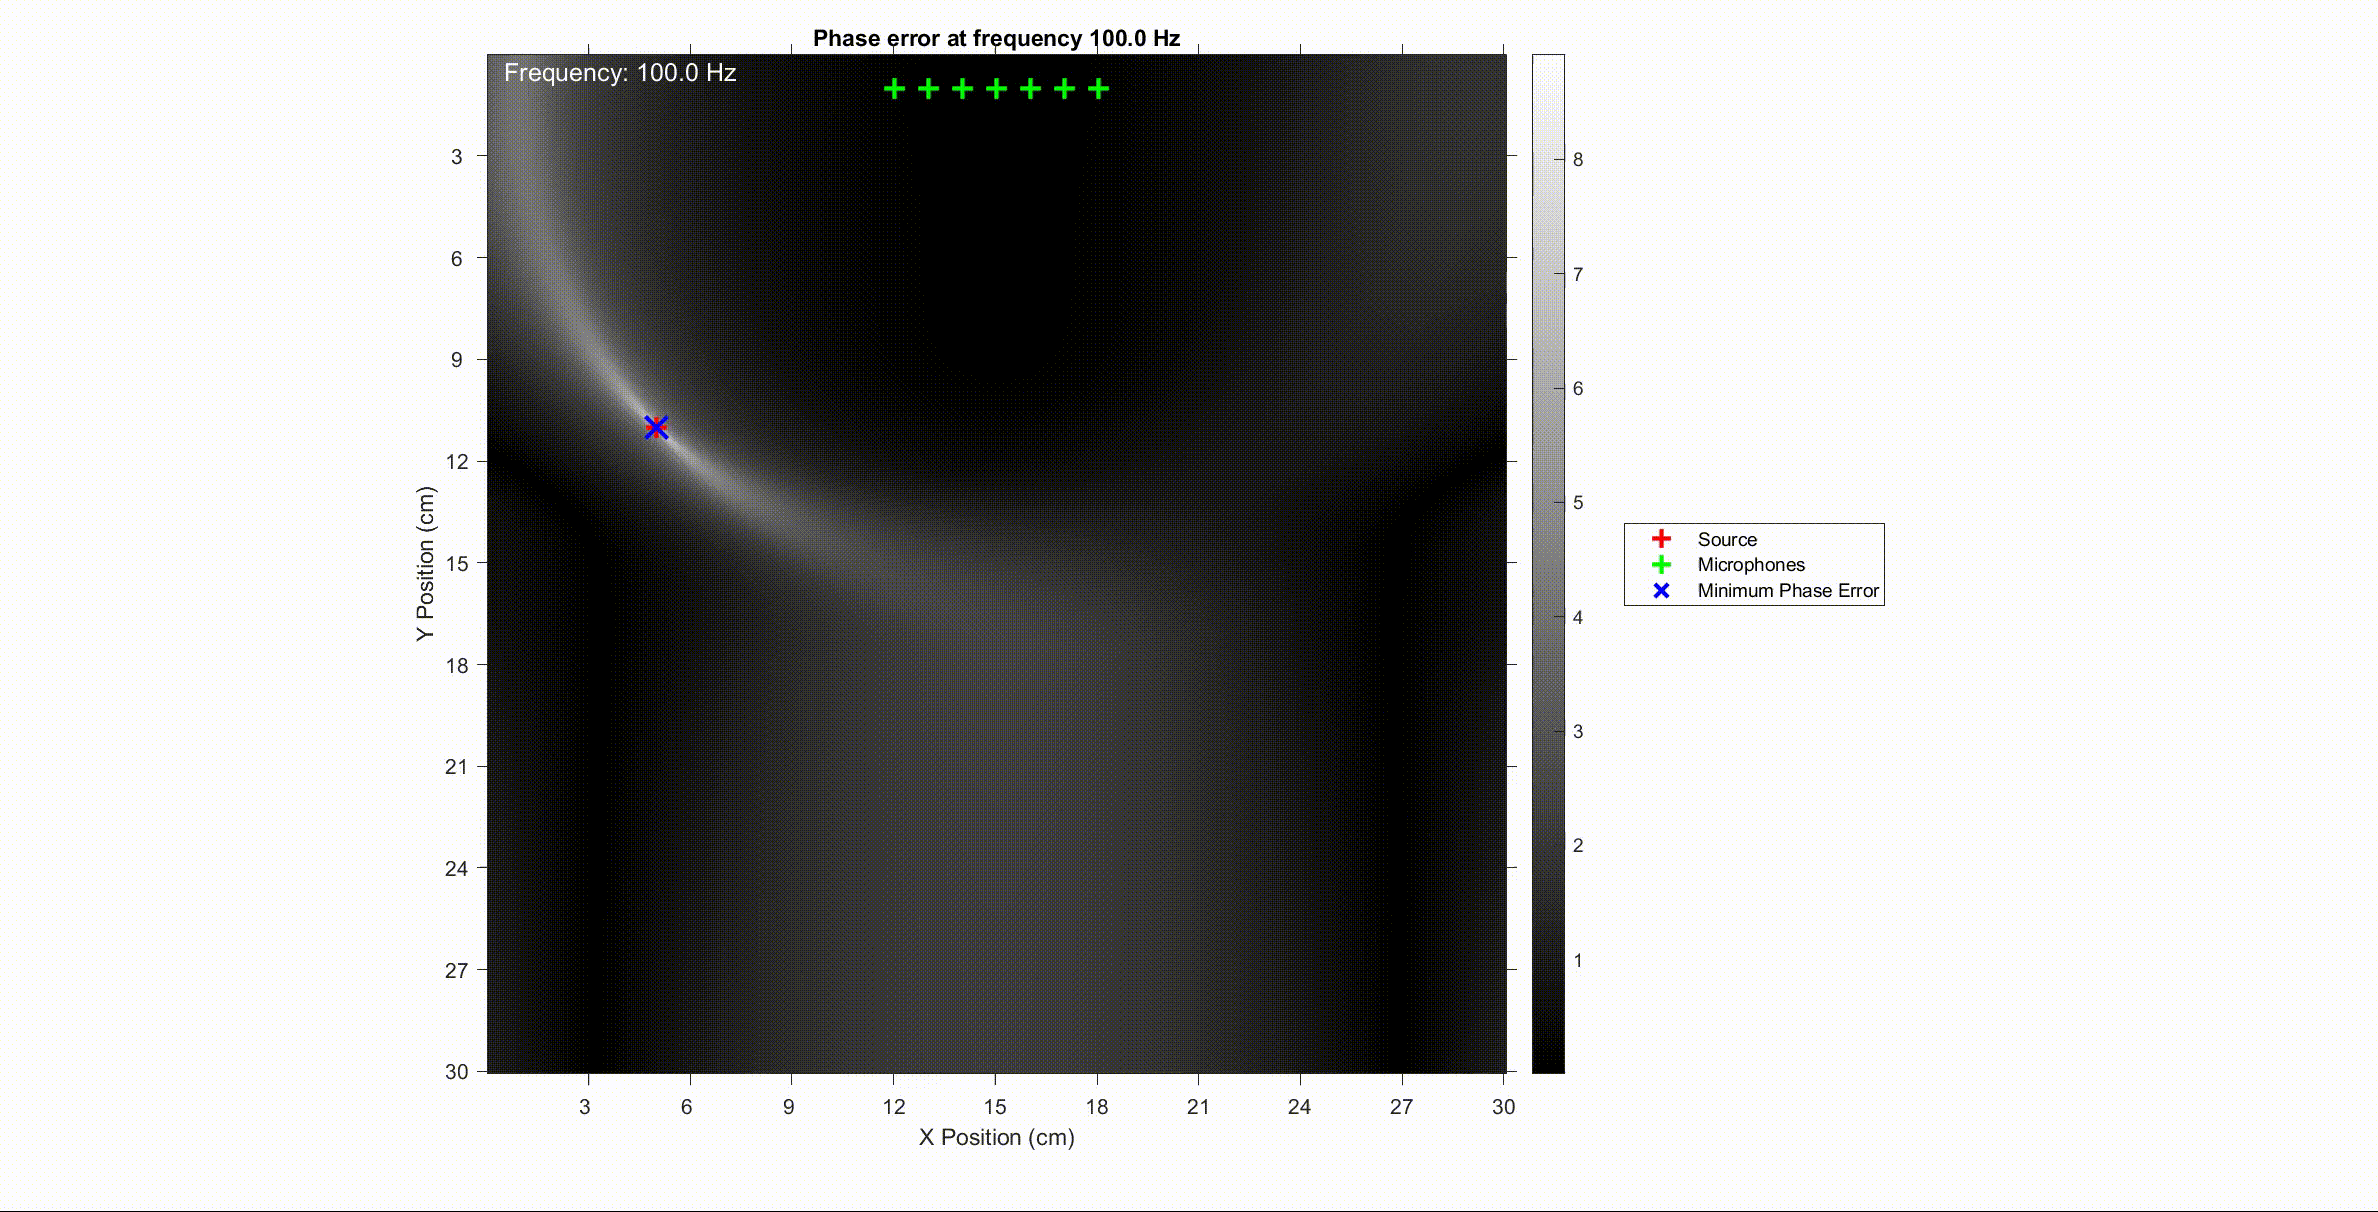 Phase error at frequency 100.0 Hz
Frequency: 100.0 Hz
3
6
9
12
15
18
21
24
27
30
Y Position (cm)
3 6 9 12 15 18 21 24 27 30
X Position (cm)
8
7
6
5
4
3
2
1
Source
Microphones
Minimum Phase Error